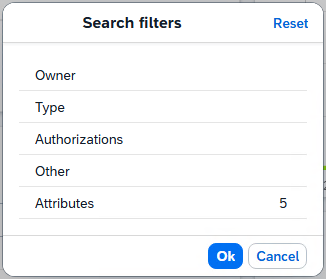 Search filters Reset
Owner
Type
Authorizations
Other
Attributes 5
Ok Cancel